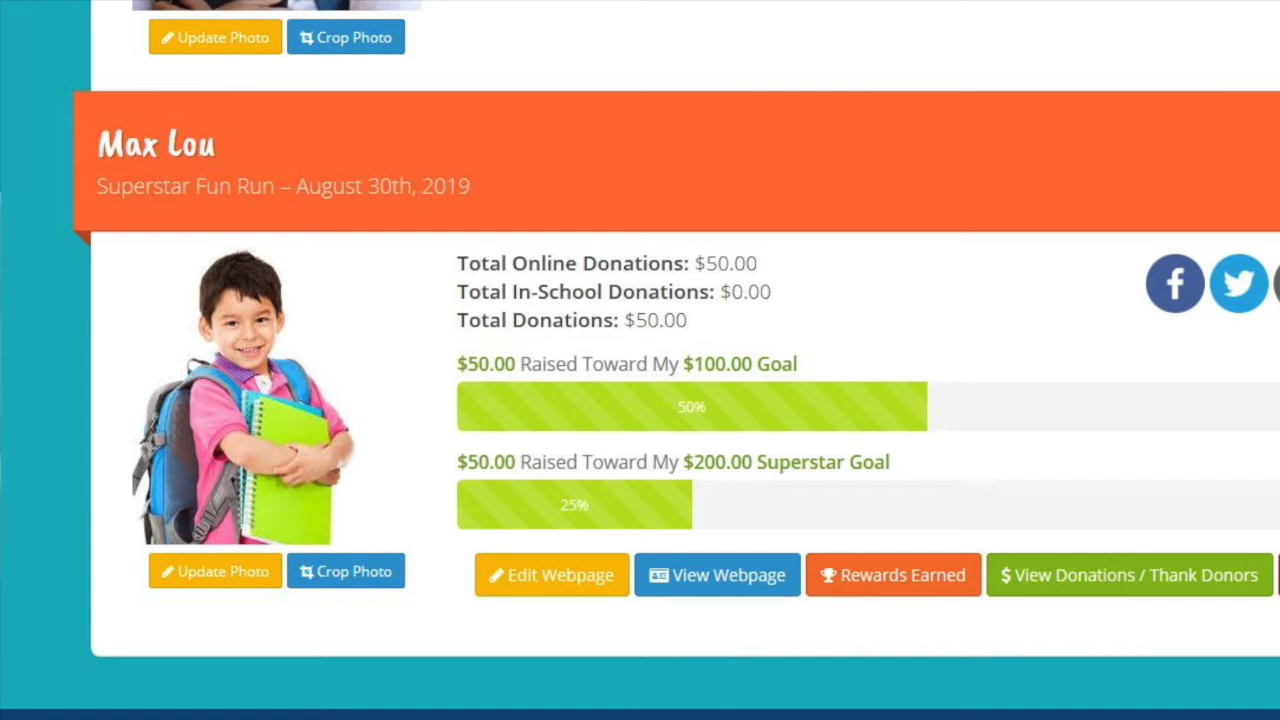 Update Photo Crop Photo
Max Lou
Superstar Fun Run – August 30th, 2019
Total Online Donations: $50.00
Total In-School Donations: $0.00
Total Donations: $50.00
$50.00 Raised Toward My $100.00 Goal
50%
$50.00 Raised Toward My $200.00 Superstar Goal
25%
Update Photo Crop Photo
Edit Webpage View Webpage Rewards Earned $ View Donations / Thank Donors